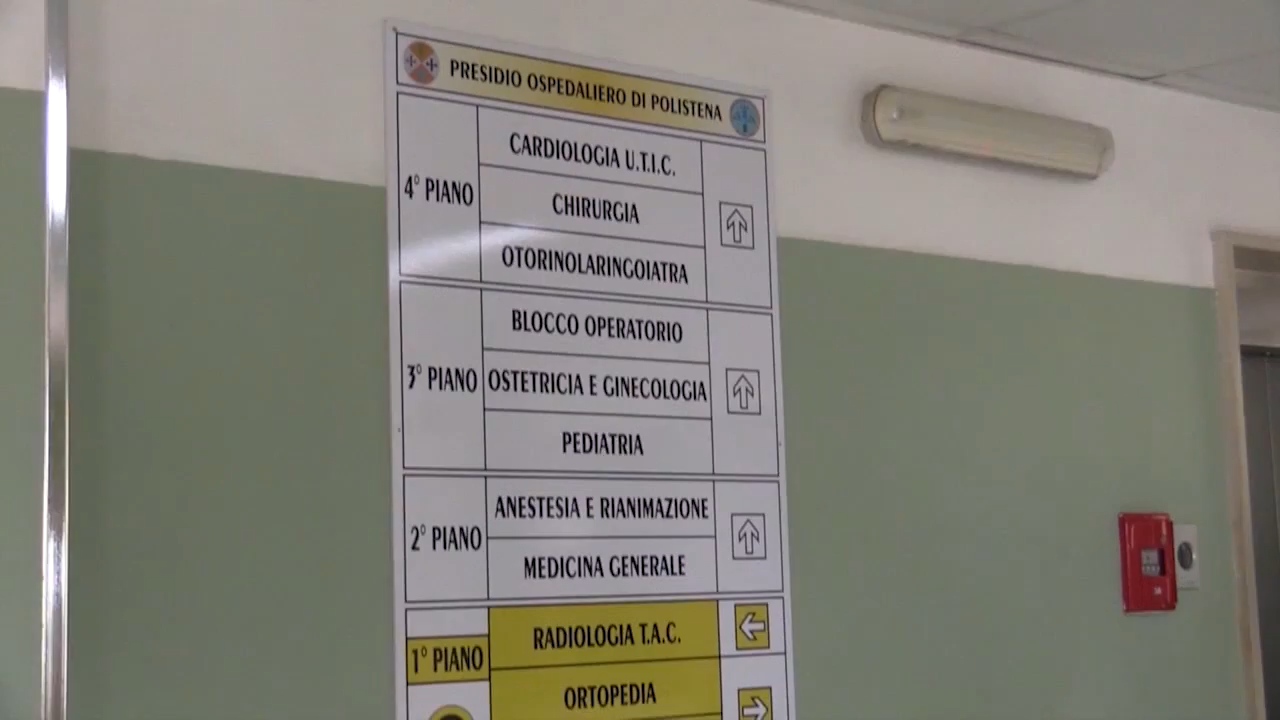 PRESIDIO OSPEDALIERO DI POLISTENA
4° PIANO
CARDIOLOGIA U.T.I.C.
CHIRURGIA
OTORINOLARINGOIATRA
3° PIANO
BLOCCO OPERATORIO
OSTETRICIA E GINECOLOGIA
PEDIATRIA
2° PIANO
ANESTESIA E RIANIMAZIONE
MEDICINA GENERALE
1° PIANO
RADIOLOGIA T.A.C.
ORTOPEDIA